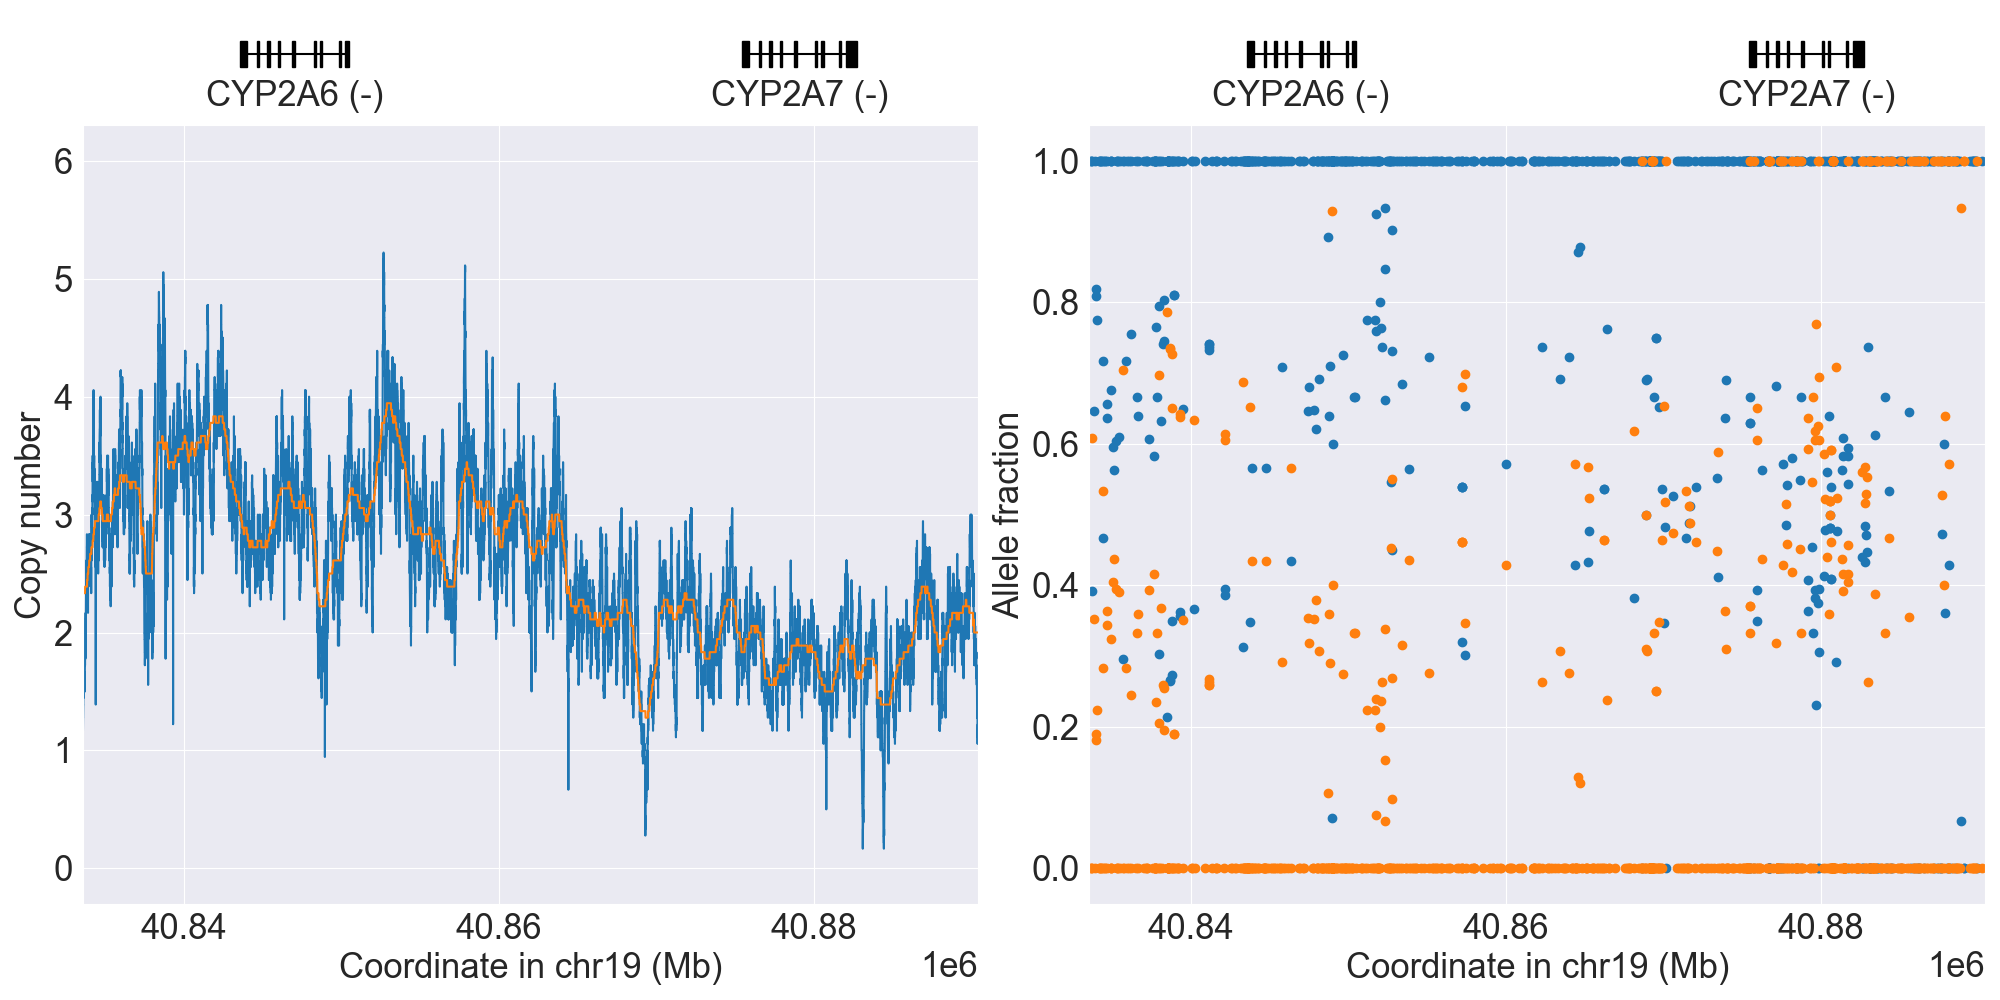 CYP2A6 (-) CYP2A7 (-)
6
5
4
3
2
1
0
Copy number
40.84 40.86 40.88
Coordinate in chr19 (Mb) 1e6
CYP2A6 (-) CYP2A7 (-)
1.0
0.8
0.6
0.4
0.2
0.0
Allele fraction
40.84 40.86 40.88
Coordinate in chr19 (Mb) 1e6